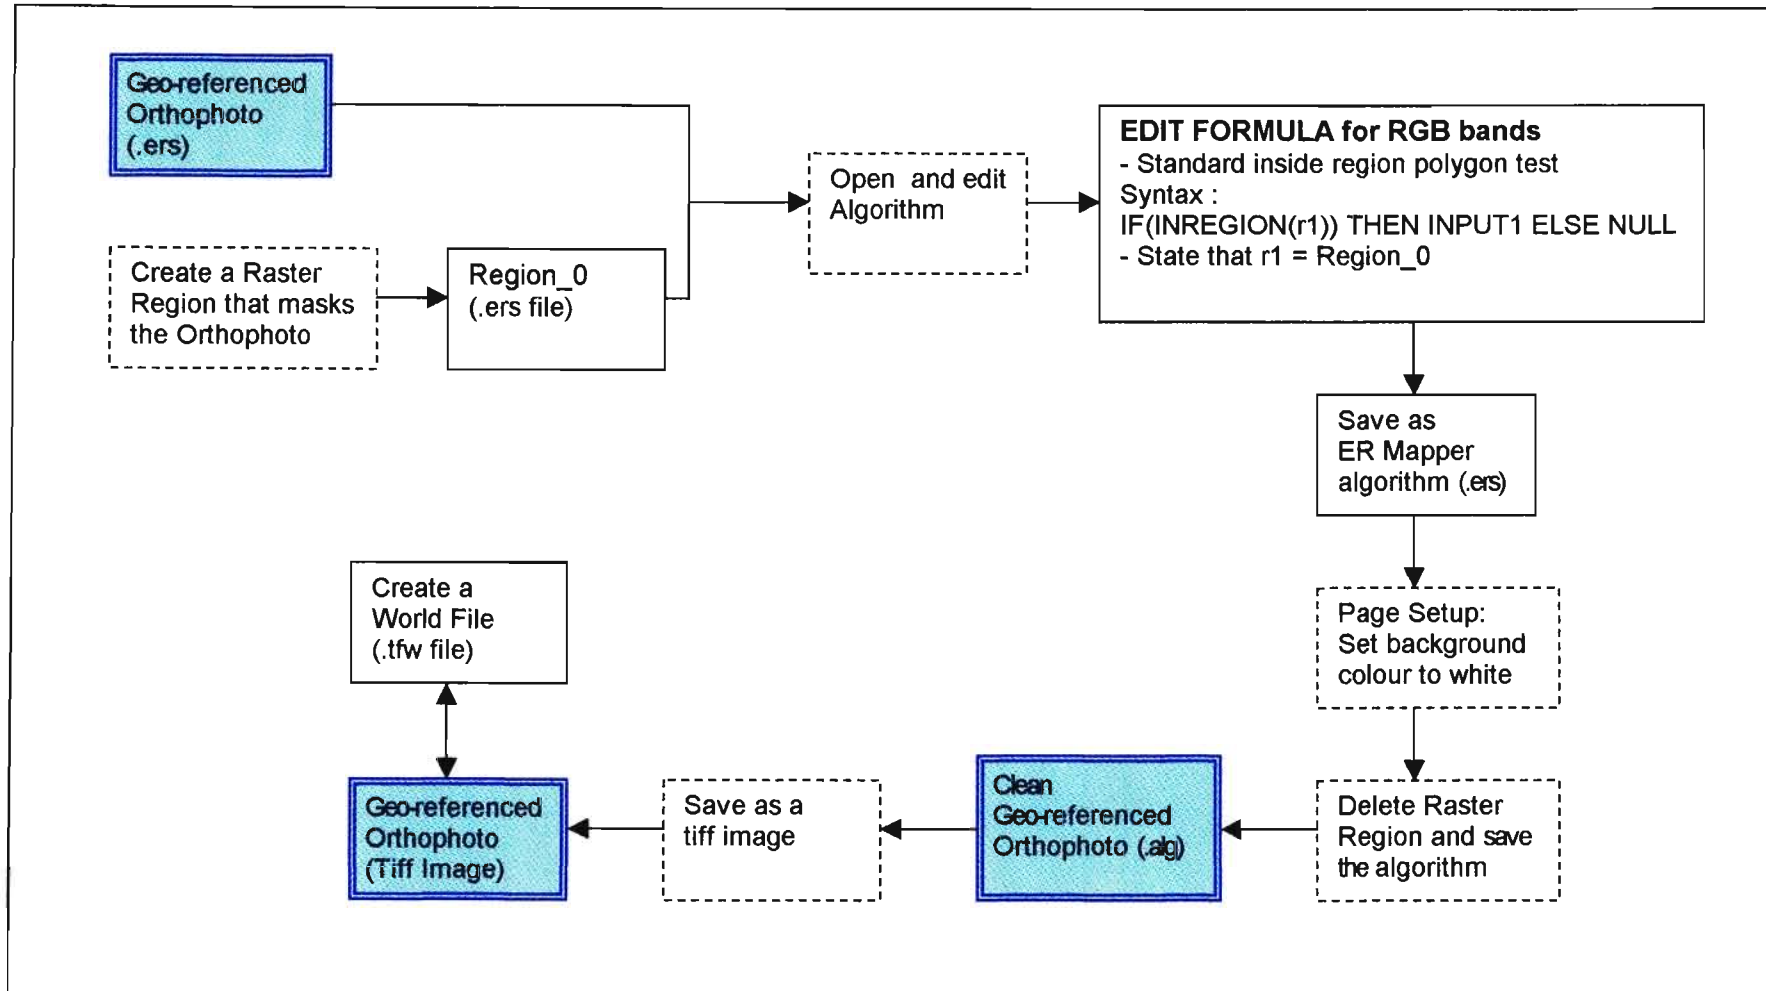 Geo-referenced
Orthophoto
(.ers)
Create a Raster
Region that masks
the Orthophoto
Region_0
(.ers file)
Open and edit
Algorithm
EDIT FORMULA for RGB bands
- Standard inside region polygon test
Syntax :
IF(INREGION(r1)) THEN INPUT1 ELSE NULL
- State that r1 = Region_0
Save as
ER Mapper
algorithm (.ers)
Page Setup:
Set background
colour to white
Delete Raster
Region and save
the algorithm
Clean
Geo-referenced
Orthophoto (.alg)
Save as a
tiff image
Geo-referenced
Orthophoto
(Tiff Image)
Create a
World File
(.tfw file)